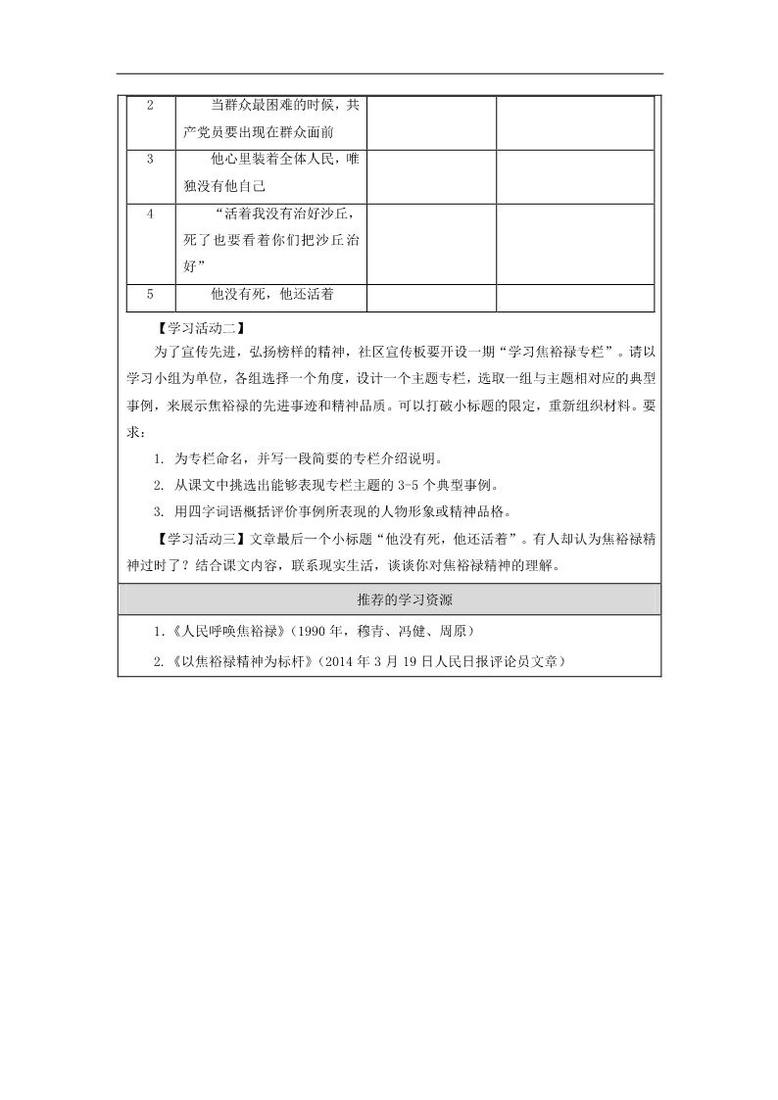 2 当群众最困难的时候，共
产党员要出现在群众面前
3 他心里装着全体人民，唯
独没有他自己
4 “活着我没有治好沙丘，
死了也要看着你们把沙丘治
好”
5 他没有死，他还活着
【学习活动二】
为了宣传先进，弘扬榜样的精神，社区宣传板要开设一期“学习焦裕禄专栏”。请以
学习小组为单位，各组选择一个角度，设计一个主题专栏，选取一组与主题相对应的典型
事例，来展示焦裕禄的先进事迹和精神品质。可以打破小标题的限定，重新组织材料。要
求：
1. 为专栏命名，并写一段简要的专栏介绍说明。
2. 从课文中挑选出能够表现专栏主题的 3-5 个典型事例。
3. 用四字词语概括评价事例所表现的人物形象或精神品格。
【学习活动三】文章最后一个小标题“他没有死，他还活着”。有人却认为焦裕禄精
神过时了？结合课文内容，联系现实生活，谈谈你对焦裕禄精神的理解。
推荐的学习资源
1.《人民呼唤焦裕禄》（1990 年，穆青、冯健、周原）
2.《以焦裕禄精神为标杆》（2014 年 3 月 19 日人民日报评论员文章）